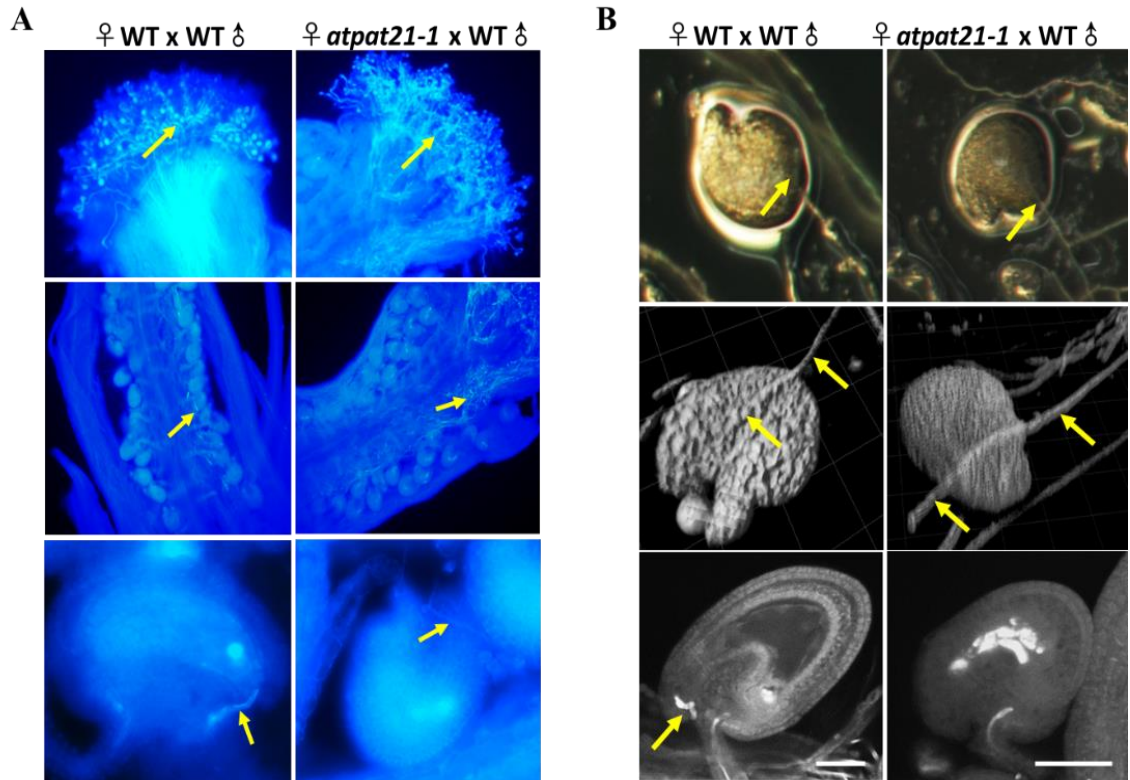 A
♀ WT x WT ♂ ♀ atpat21-1 x WT ♂
B
♀ WT x WT ♂ ♀ atpat21-1 x WT ♂